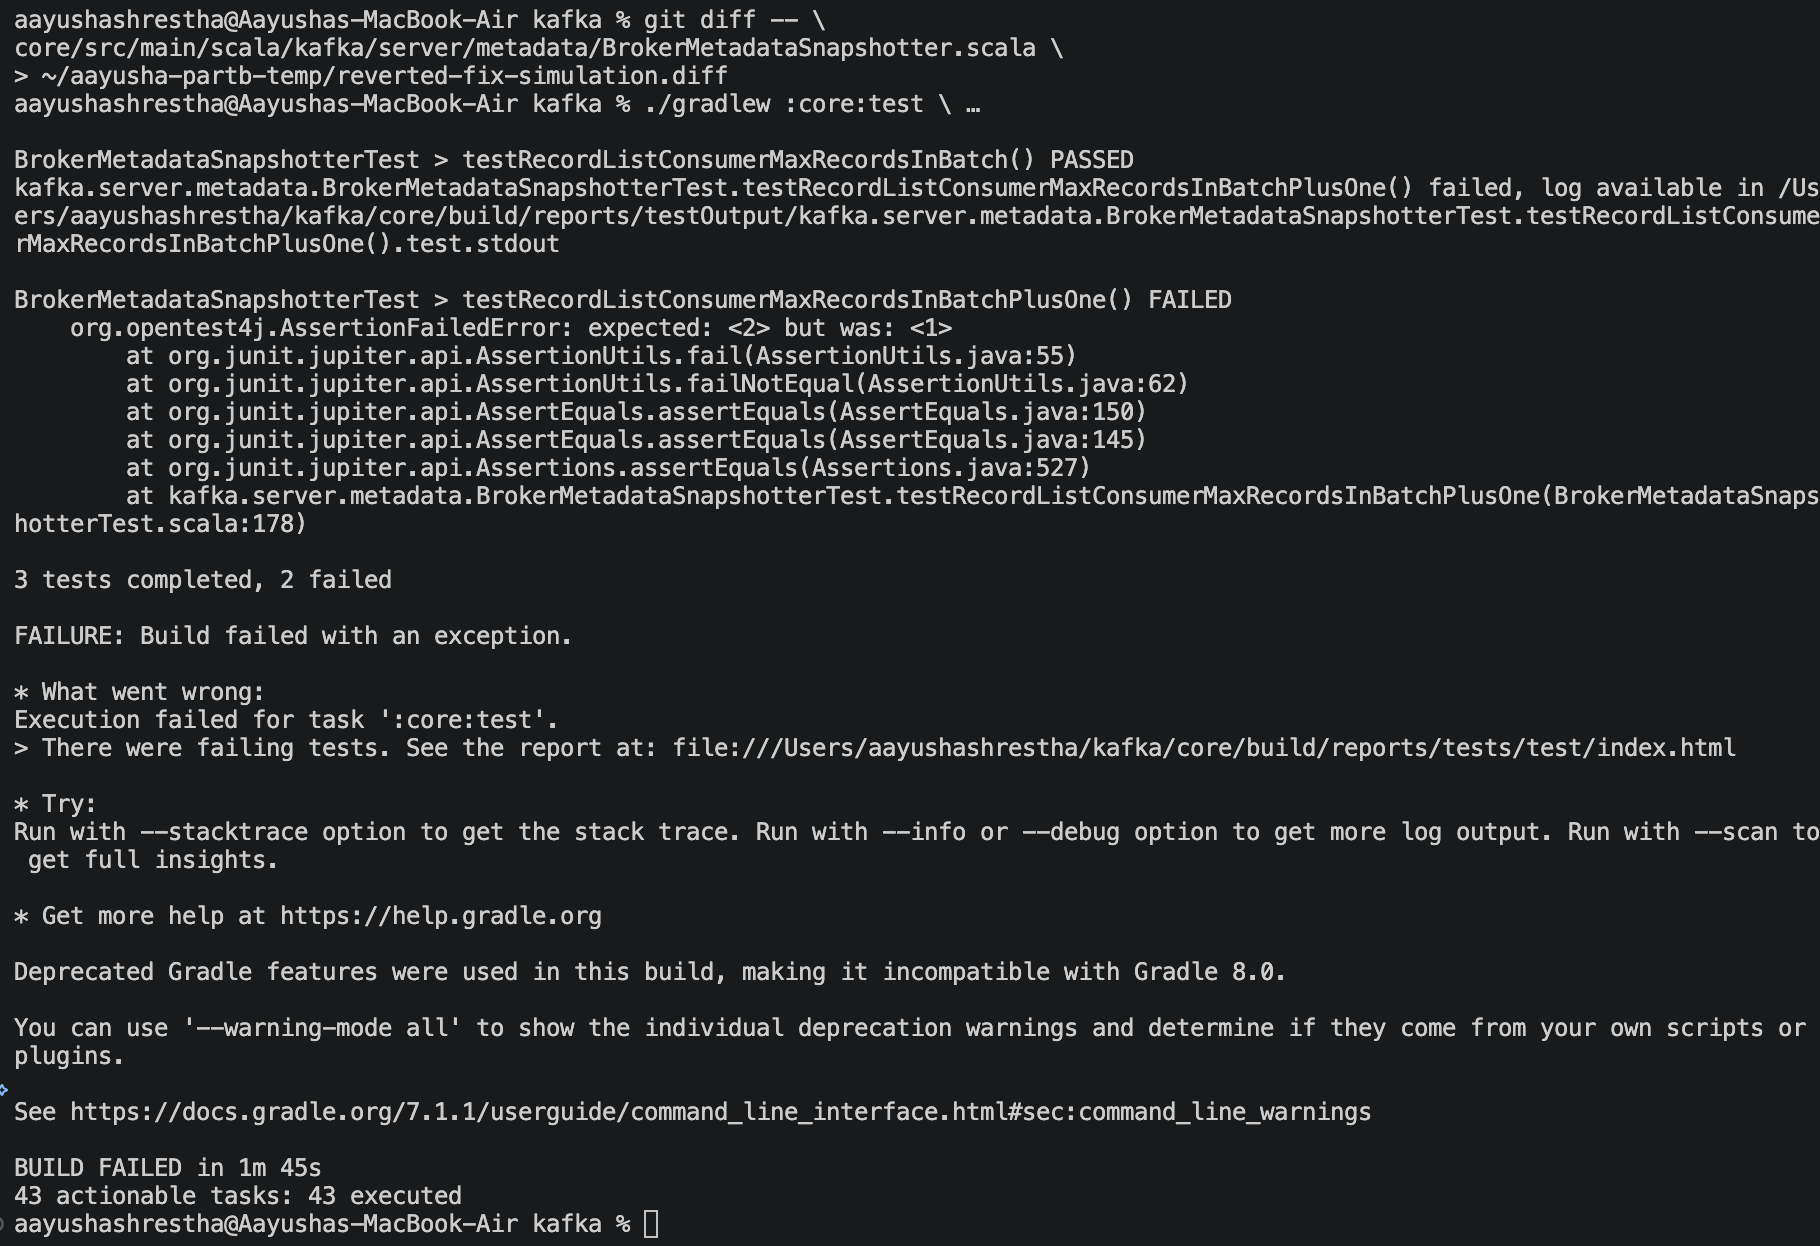 aayushashrestha@Aayushas-MacBook-Air kafka % git diff -- \
core/src/main/scala/kafka/server/metadata/BrokerMetadataSnapshotter.scala \
> ~/aayusha-partb-temp/reverted-fix-simulation.diff
aayushashrestha@Aayushas-MacBook-Air kafka % ./gradlew :core:test \ …
BrokerMetadataSnapshotterTest > testRecordListConsumerMaxRecordsInBatch() PASSED
kafka.server.metadata.BrokerMetadataSnapshotterTest.testRecordListConsumerMaxRecordsInBatchPlusOne() failed, log available in /Us
ers/aayushashrestha/kafka/core/build/reports/testOutput/kafka.server.metadata.BrokerMetadataSnapshotterTest.testRecordListConsume
rMaxRecordsInBatchPlusOne().test.stdout
BrokerMetadataSnapshotterTest > testRecordListConsumerMaxRecordsInBatchPlusOne() FAILED
    org.opentest4j.AssertionFailedError: expected: <2> but was: <1>
        at org.junit.jupiter.api.AssertionUtils.fail(AssertionUtils.java:55)
        at org.junit.jupiter.api.AssertionUtils.failNotEqual(AssertionUtils.java:62)
        at org.junit.jupiter.api.AssertEquals.assertEquals(AssertEquals.java:150)
        at org.junit.jupiter.api.AssertEquals.assertEquals(AssertEquals.java:145)
        at org.junit.jupiter.api.Assertions.assertEquals(Assertions.java:527)
        at kafka.server.metadata.BrokerMetadataSnapshotterTest.testRecordListConsumerMaxRecordsInBatchPlusOne(BrokerMetadataSnaps
hotterTest.scala:178)
3 tests completed, 2 failed
FAILURE: Build failed with an exception.
* What went wrong:
Execution failed for task ':core:test'.
> There were failing tests. See the report at: file:///Users/aayushashrestha/kafka/core/build/reports/tests/test/index.html
* Try:
Run with --stacktrace option to get the stack trace. Run with --info or --debug option to get more log output. Run with --scan to
 get full insights.
* Get more help at https://help.gradle.org
Deprecated Gradle features were used in this build, making it incompatible with Gradle 8.0.
You can use '--warning-mode all' to show the individual deprecation warnings and determine if they come from your own scripts or
plugins.
See https://docs.gradle.org/7.1.1/userguide/command_line_interface.html#sec:command_line_warnings
BUILD FAILED in 1m 45s
43 actionable tasks: 43 executed
aayushashrestha@Aayushas-MacBook-Air kafka %